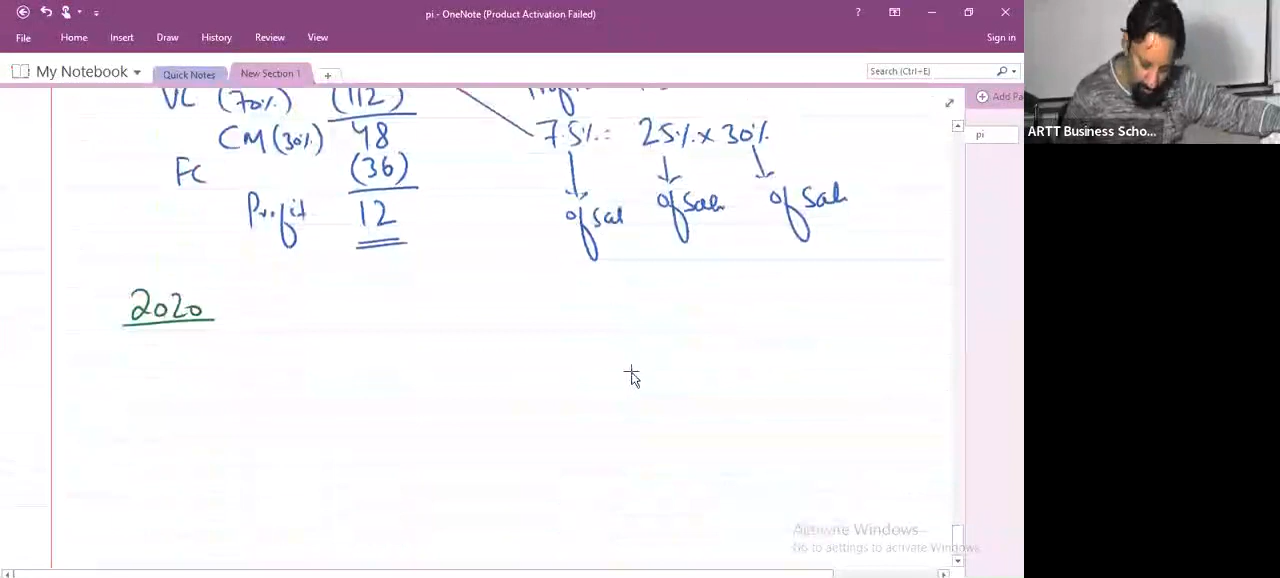 pi - OneNote (Product Activation Failed)
File Home Insert Draw History Review View Sign in
My Notebook Quick Notes New Section 1 Search (Ctrl+E)
Add Pa
pi
ARTT Business Scho...
VC (70%) (112)
CM (30%) 48
FC (36)
Profit 12
7.5% = 25% x 30%
of sal of sale of sale
2020
Activate Windows
Go to Settings to activate Windows.